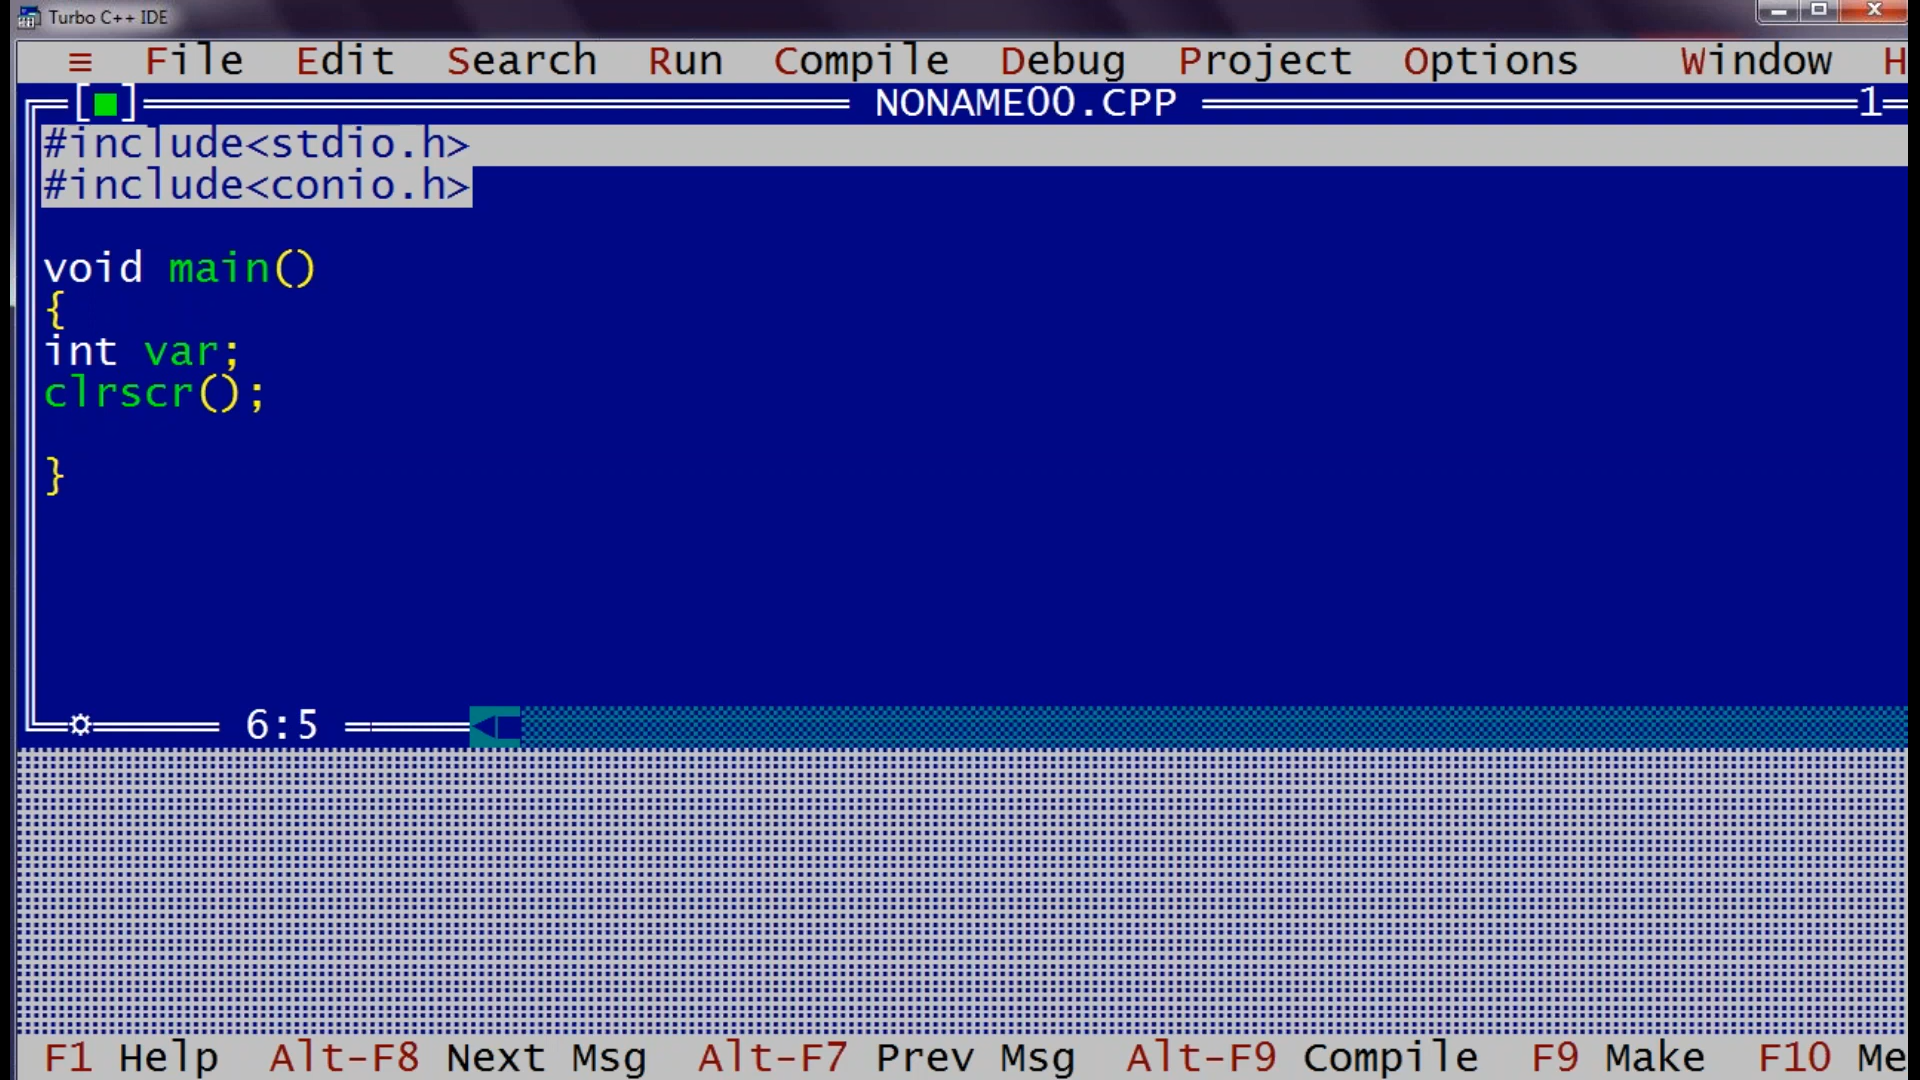 Turbo C++ IDE
≡ File Edit Search Run Compile Debug Project Options Window H
[■] NONAME00.CPP 1
#include<stdio.h>
#include<conio.h>
void main()
{
int var;
clrscr();
}
6:5
F1 Help Alt-F8 Next Msg Alt-F7 Prev Msg Alt-F9 Compile F9 Make F10 Me